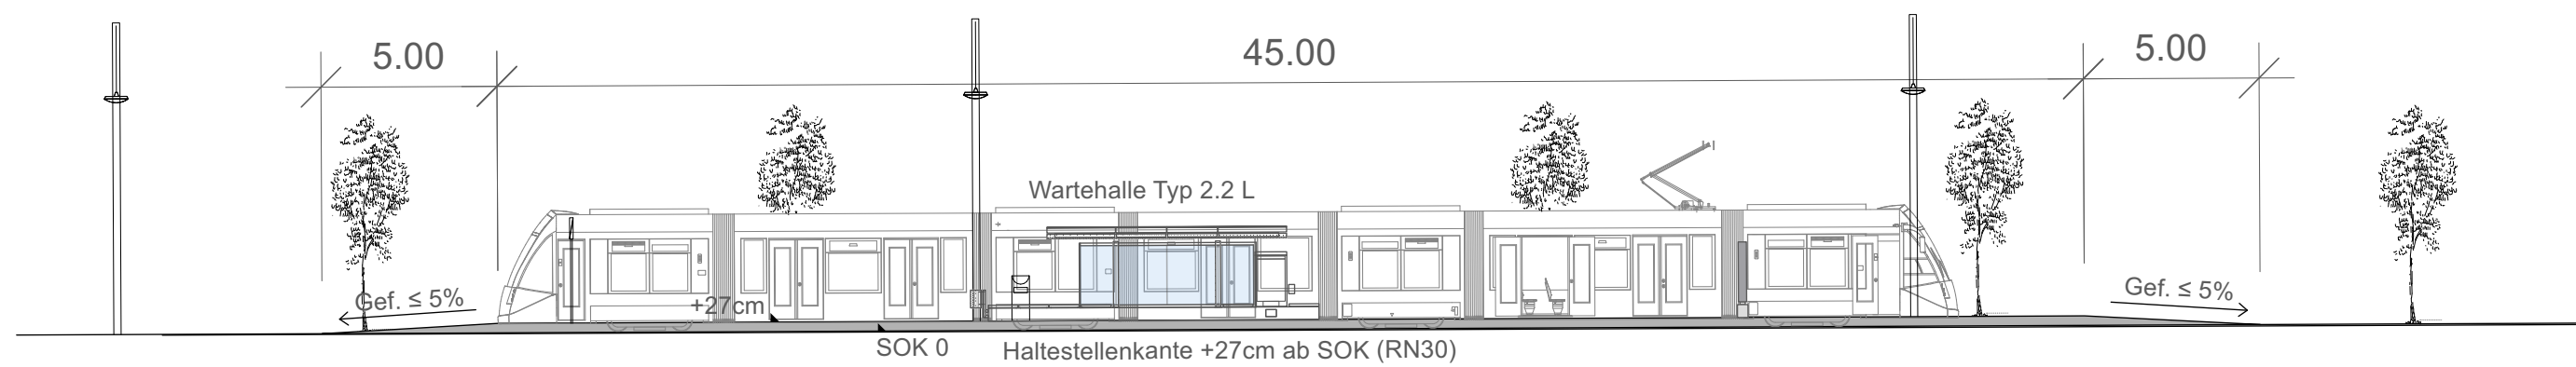 5.00
45.00
5.00
Wartehalle Typ 2.2 L
Gef. ≤ 5%
+27cm
Gef. ≤ 5%
SOK 0
Haltestellenkante +27cm ab SOK (RN30)